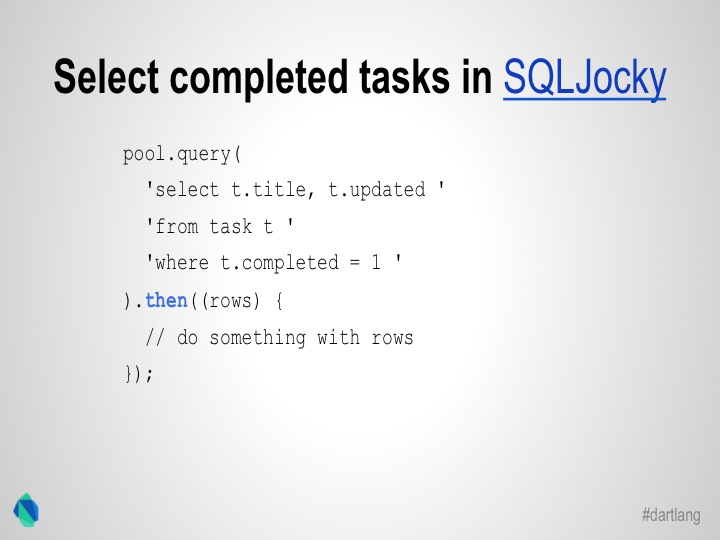 Select completed tasks in SQLJocky
pool.query(
'select t.title, t.updated '
'from task t '
'where t.completed = 1 '
).then((rows) {
// do something with rows
});
#dartlang